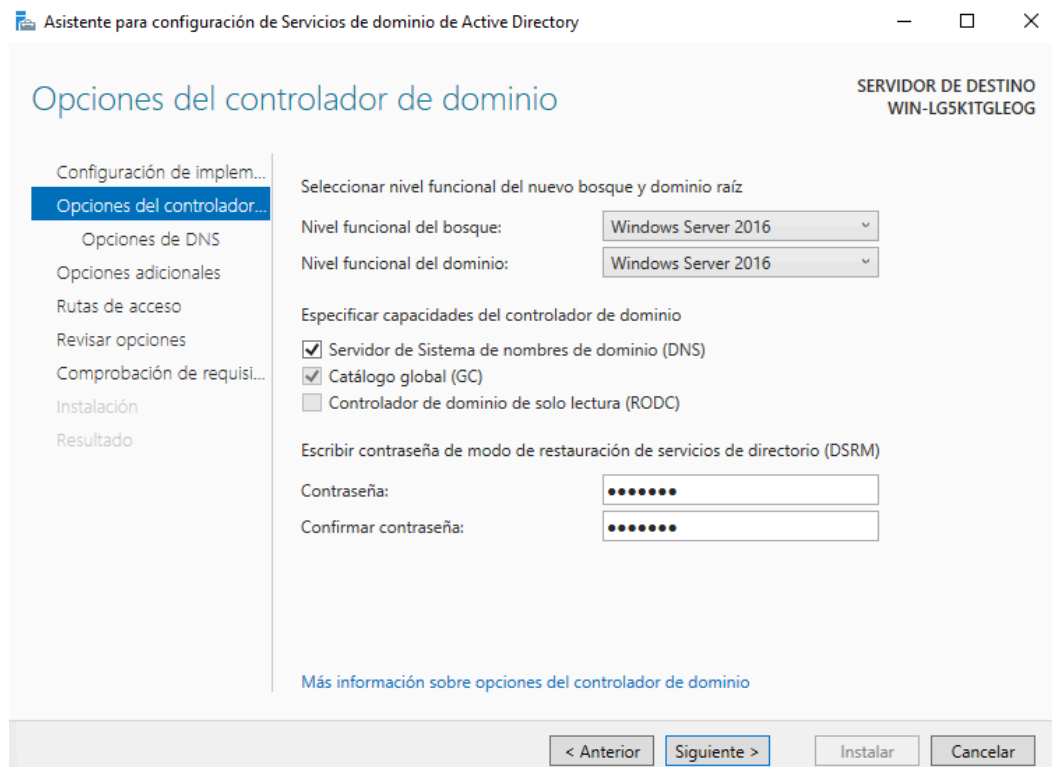 Asistente para configuración de Servicios de dominio de Active Directory
Opciones del controlador de dominio
SERVIDOR DE DESTINO
WIN-LG5K1TGLEOG
Configuración de implem...
Opciones del controlador...
Opciones de DNS
Opciones adicionales
Rutas de acceso
Revisar opciones
Comprobación de requisi...
Instalación
Resultado
Seleccionar nivel funcional del nuevo bosque y dominio raíz
Nivel funcional del bosque: Windows Server 2016
Nivel funcional del dominio: Windows Server 2016
Especificar capacidades del controlador de dominio
Servidor de Sistema de nombres de dominio (DNS)
Catálogo global (GC)
Controlador de dominio de solo lectura (RODC)
Escribir contraseña de modo de restauración de servicios de directorio (DSRM)
Contraseña: •••••••
Confirmar contraseña: •••••••
Más información sobre opciones del controlador de dominio
< Anterior Siguiente > Instalar Cancelar